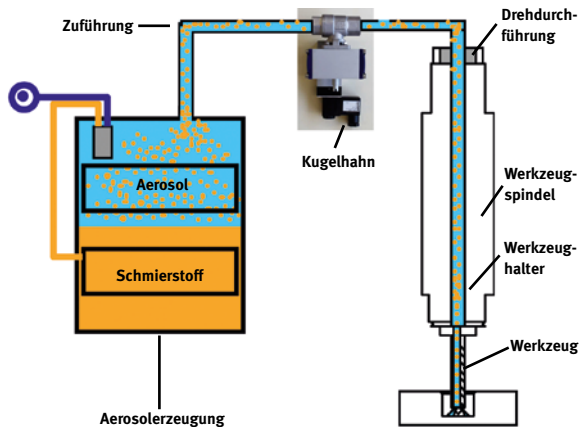 Zuführung
Drehdurch-
führung
Kugelhahn
Aerosol
Werkzeug-
spindel
Schmierstoff
Werkzeug-
halter
Werkzeug
Aerosolerzeugung